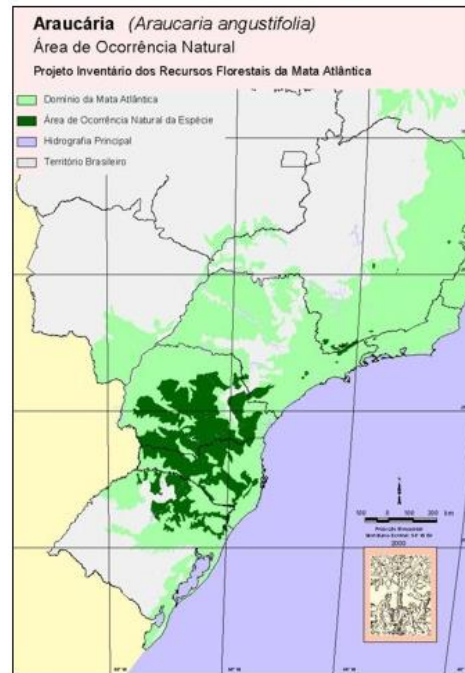 Araucária (Araucaria angustifolia)
Área de Ocorrência Natural
Projeto Inventário dos Recursos Florestais da Mata Atlântica
Domínio da Mata Atlântica
Área de Ocorrência Natural da Espécie
Hidrografia Principal
Território Brasileiro
100 0 100 200 km
2000